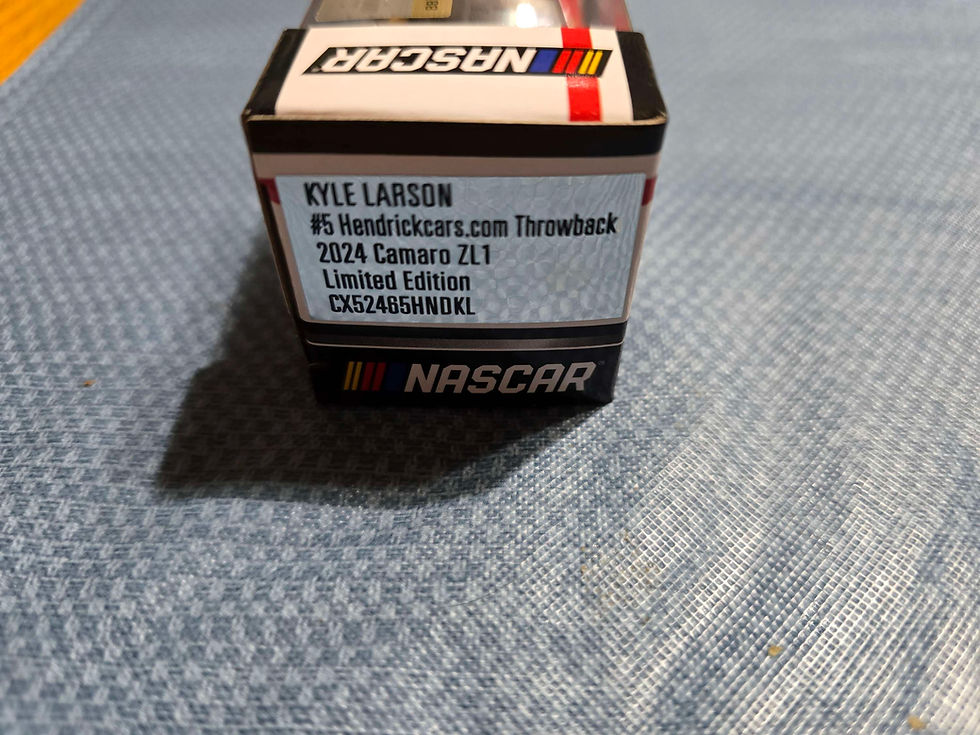 NASCAR
KYLE LARSON
#5 Hendrickcars.com Throwback
2024 Camaro ZL1
Limited Edition
CX52465HNDKL
NASCAR